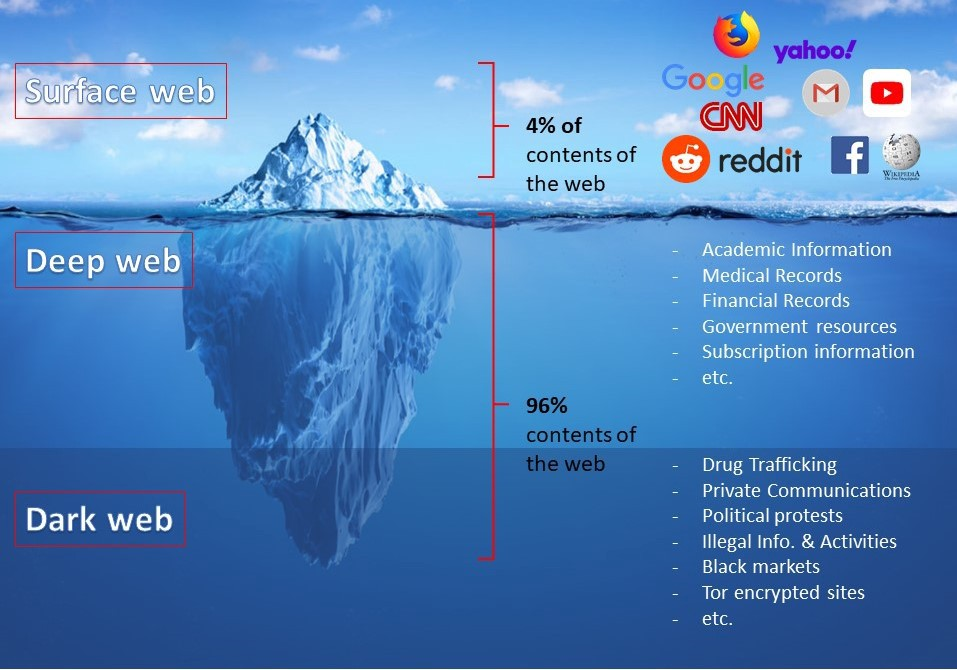 Surface web
4% of
contents of
the web
yahoo!
Google
CNN
reddit
WIKIPEDIA
The Free Encyclopedia
Deep web
- Academic Information
- Medical Records
- Financial Records
- Government resources
- Subscription information
- etc.
96%
contents of
the web
Dark web
- Drug Trafficking
- Private Communications
- Political protests
- Illegal Info. & Activities
- Black markets
- Tor encrypted sites
- etc.